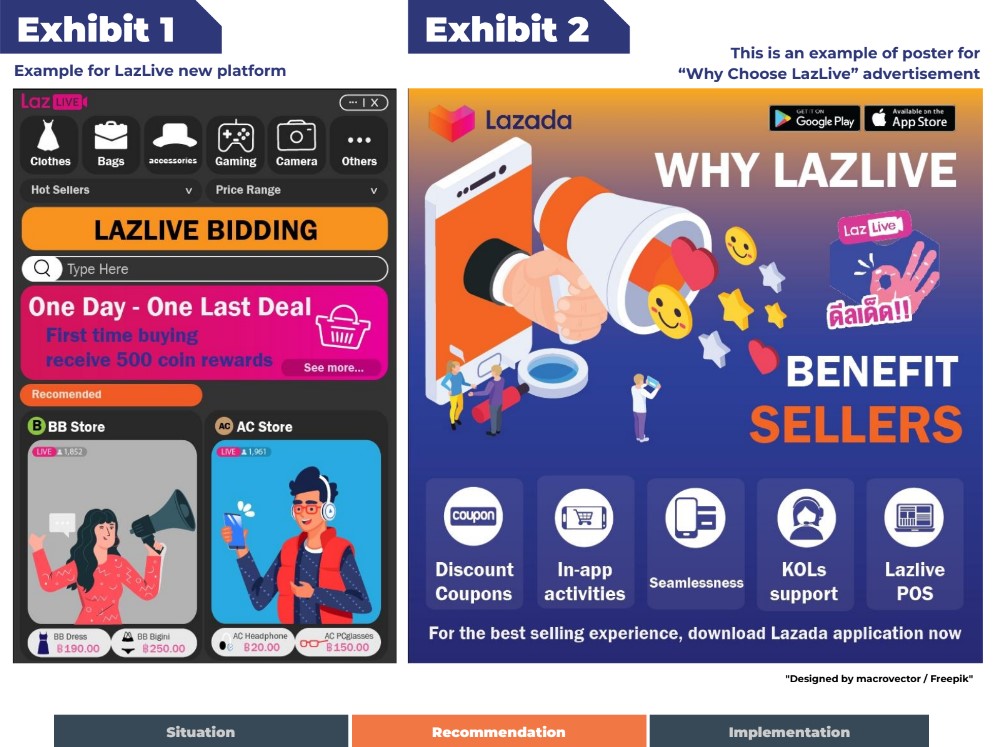 Exhibit 1
Example for LazLive new platform
Laz LIVE
··· | X
Clothes
Bags
accessories
Gaming
Camera
Others
Hot Sellers v
Price Range v
LAZLIVE BIDDING
Type Here
One Day - One Last Deal
First time buying
receive 500 coin rewards
See more...
Recomended
B BB Store
AC AC Store
LIVE 1,852
LIVE 1,961
BB Dress
฿190.00
BB Bigini
฿250.00
AC Headphone
฿20.00
AC PCglasses
฿150.00
Exhibit 2
This is an example of poster for
“Why Choose LazLive” advertisement
Lazada
GET IT ON
Google Play
Available on the
App Store
WHY LAZLIVE
Laz Live
ดีลเด็ด!!
BENEFIT
SELLERS
coupon
Discount
Coupons
In-app
activities
Seamlessness
KOLs
support
Lazlive
POS
For the best selling experience, download Lazada application now
"Designed by macrovector / Freepik"
Situation
Recommendation
Implementation